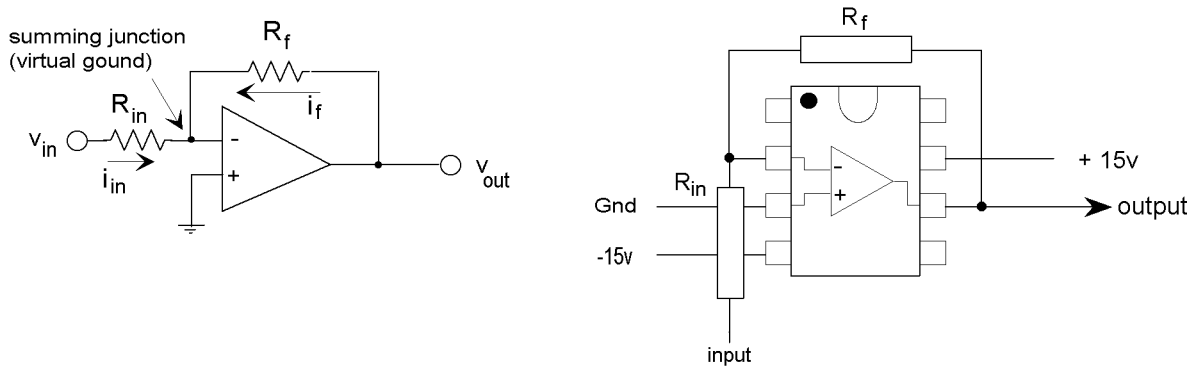 summing junction
(virtual gound)
R_f
R_in
i_f
v_in
i_in
-
+
v_out
R_f
R_in
-
+
+ 15v
Gnd
output
-15v
input